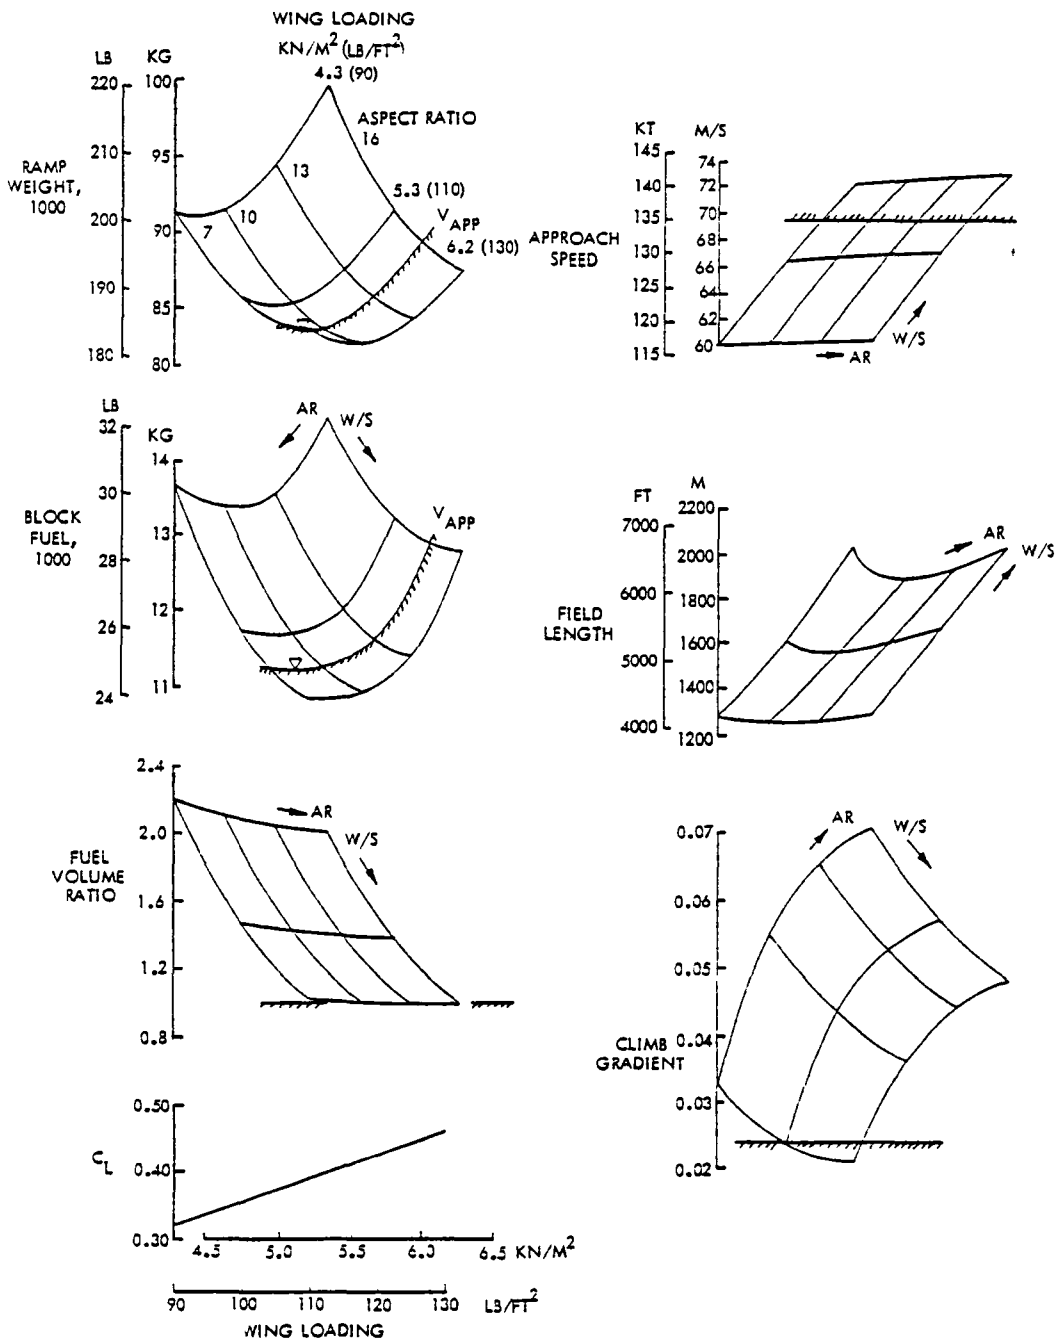 WING LOADING
KN/M² (LB/FT²)
4.3 (90)
LB
KG
220
210
200
190
180
100
95
90
85
80
RAMP
WEIGHT,
1000
ASPECT RATIO
16
13
10
7
5.3 (110)
V APP
6.2 (130)
KT
M/S
145
140
135
130
125
120
115
74
72
70
68
66
64
62
60
APPROACH
SPEED
AR
W/S
LB
KG
32
30
28
26
24
14
13
12
11
BLOCK
FUEL,
1000
AR
W/S
V APP
FT
M
7000
6000
5000
4000
2200
2000
1800
1600
1400
1200
FIELD
LENGTH
AR
W/S
2.4
2.0
1.6
1.2
0.8
FUEL
VOLUME
RATIO
AR
W/S
0.07
0.06
0.05
0.04
0.03
0.02
CLIMB
GRADIENT
AR
W/S
0.50
0.40
0.30
C L
4.5 5.0 5.5 6.0 6.5 KN/M²
90 100 110 120 130 LB/FT²
WING LOADING